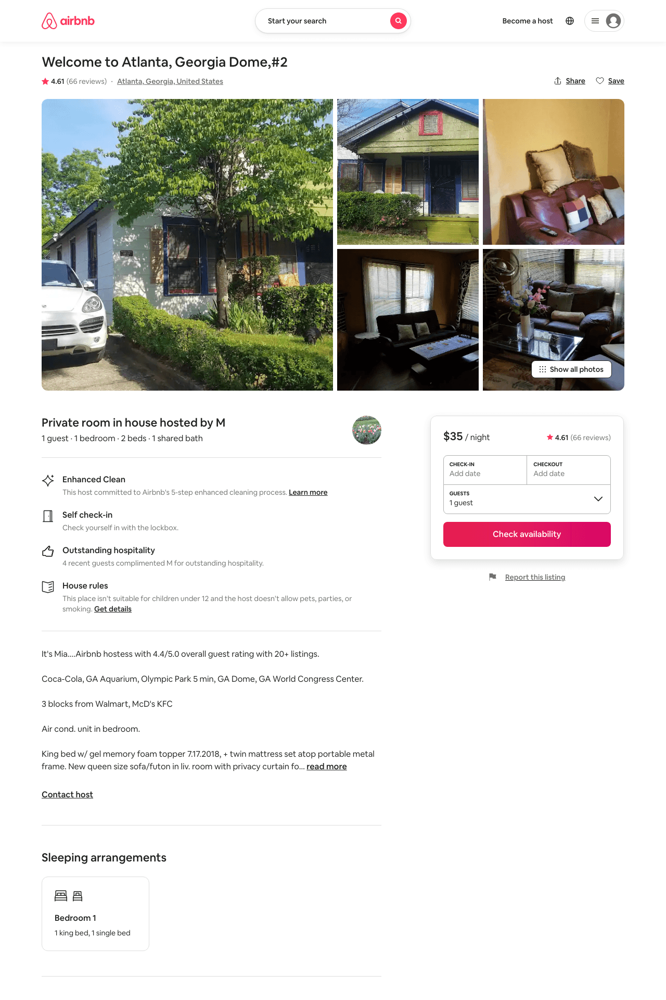 airbnb
Start your search
Become a host
Welcome to Atlanta, Georgia Dome,#2
4.61 (66 reviews) · Atlanta, Georgia, United States
Share
Save
Show all photos
Private room in house hosted by M
1 guest · 1 bedroom · 2 beds · 1 shared bath
Enhanced Clean
This host committed to Airbnb's 5-step enhanced cleaning process. Learn more
Self check-in
Check yourself in with the lockbox.
Outstanding hospitality
4 recent guests complimented M for outstanding hospitality.
House rules
This place isn’t suitable for children under 12 and the host doesn’t allow pets, parties, or
smoking. Get details
It's Mia....Airbnb hostess with 4.4/5.0 overall guest rating with 20+ listings.
Coca-Cola, GA Aquarium, Olympic Park 5 min, GA Dome, GA World Congress Center.
3 blocks from Walmart, McD's KFC
Air cond. unit in bedroom.
King bed w/ gel memory foam topper 7.17.2018, + twin mattress set atop portable metal
frame. New queen size sofa/futon in liv. room with privacy curtain fo... read more
Contact host
Sleeping arrangements
Bedroom 1
1 king bed, 1 single bed
$35 / night
4.61 (66 reviews)
CHECK-IN
Add date
CHECKOUT
Add date
GUESTS
1 guest
Check availability
Report this listing